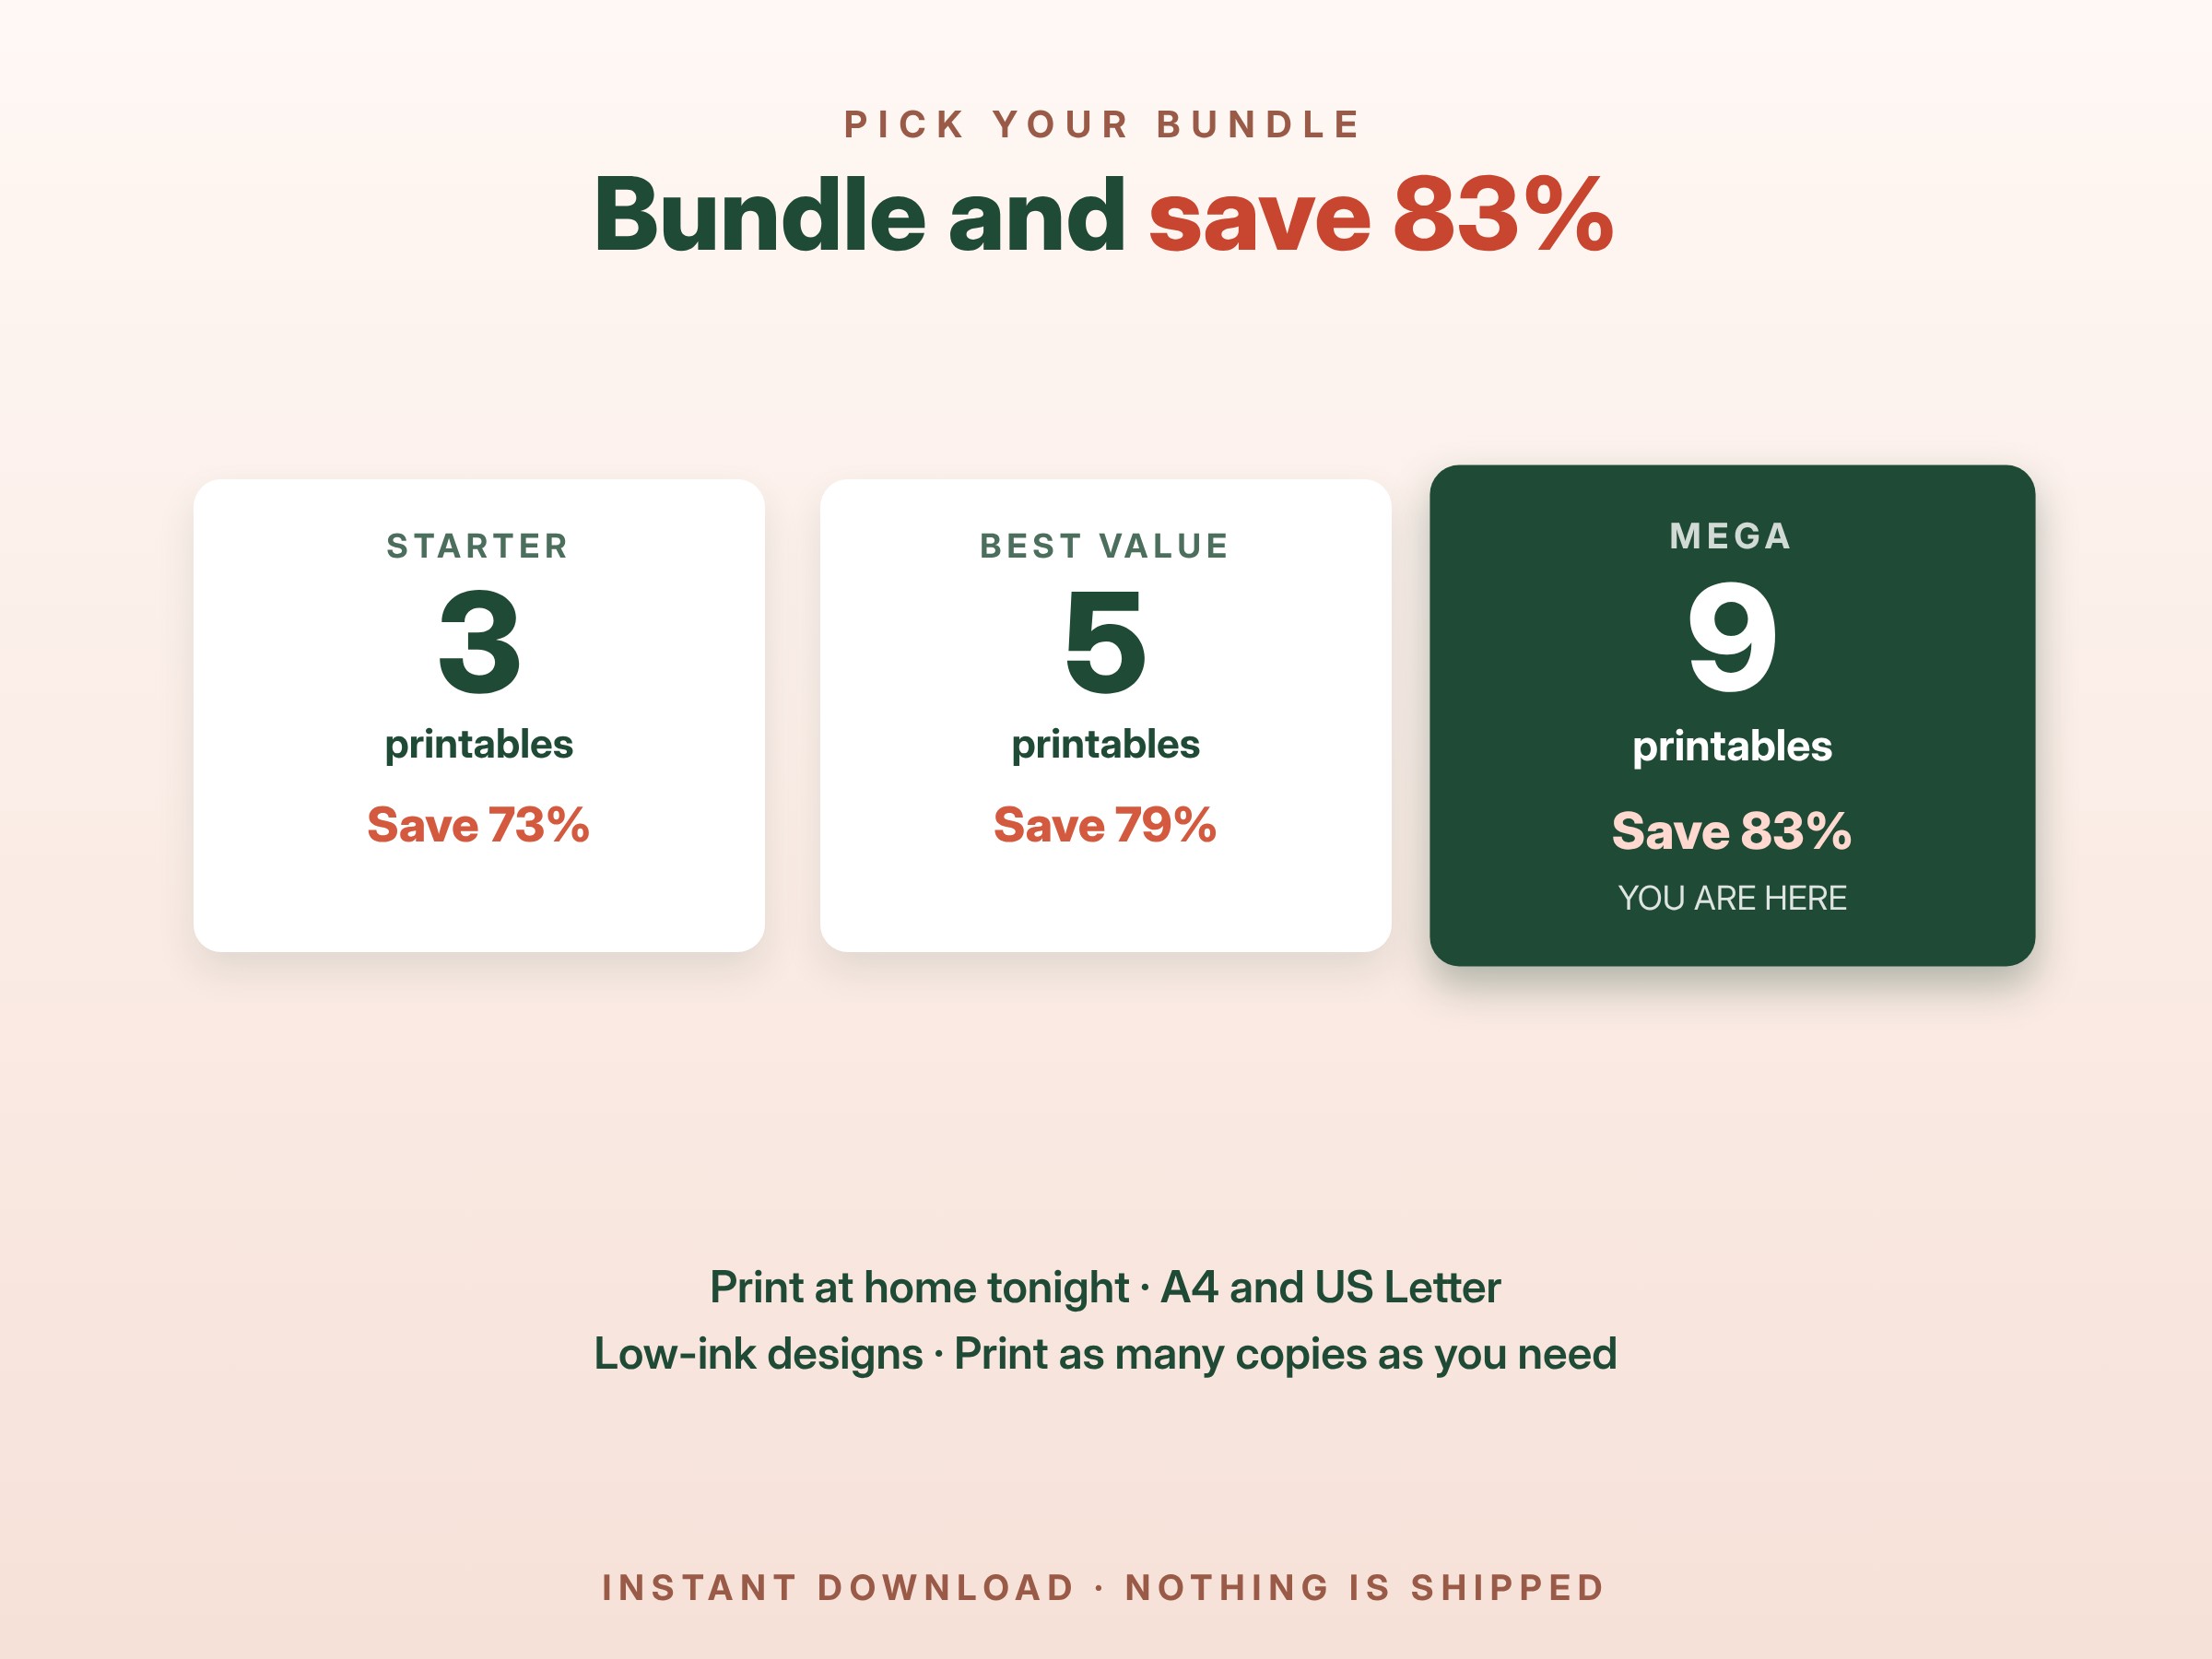 PICK YOUR BUNDLE
Bundle and save 83%
STARTER
3
printables
Save 73%
BEST VALUE
5
printables
Save 79%
MEGA
9
printables
Save 83%
YOU ARE HERE
Print at home tonight · A4 and US Letter
Low-ink designs · Print as many copies as you need
INSTANT DOWNLOAD · NOTHING IS SHIPPED